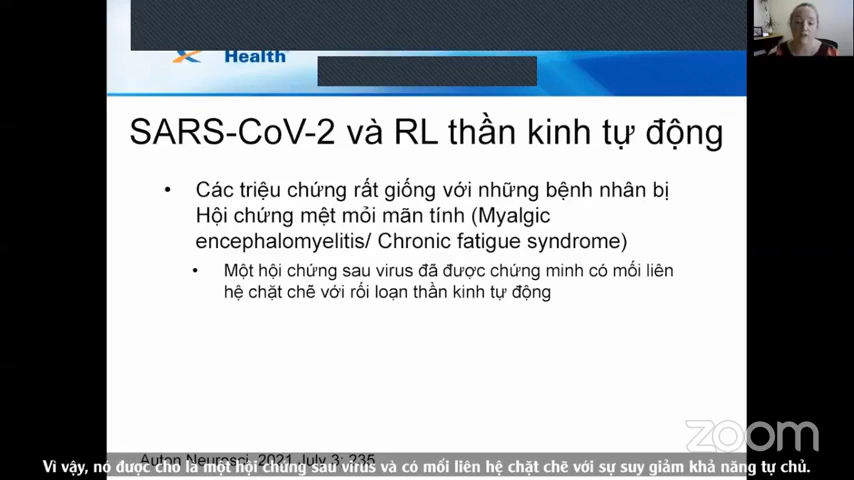 Health
SARS-CoV-2 và RL thần kinh tự động
• Các triệu chứng rất giống với những bệnh nhân bị
Hội chứng mệt mỏi mãn tính (Myalgic
encephalomyelitis/ Chronic fatigue syndrome)
• Một hội chứng sau virus đã được chứng minh có mối liên
hệ chặt chẽ với rối loạn thần kinh tự động
zoom
Auton Neurosci, 2021 July 3; 235
Vì vậy, nó được cho là một hội chứng sau virus và có mối liên hệ chặt chẽ với sự suy giảm khả năng tự chủ.